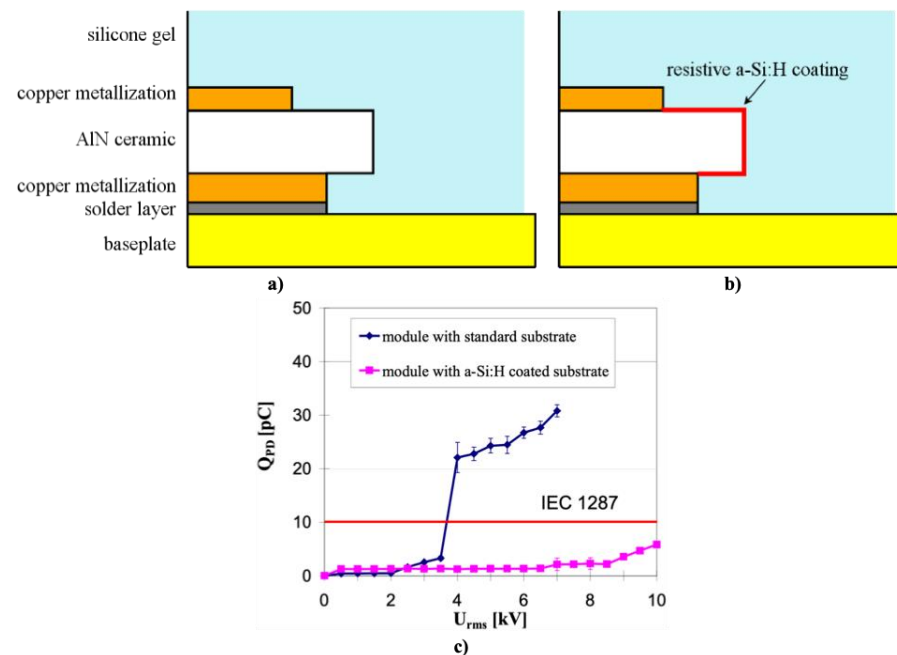 silicone gel
copper metallization
AlN ceramic
copper metallization
solder layer
baseplate
a)
resistive a-Si:H coating
b)
50
40
30
20
10
0
Q_PD [pC]
module with standard substrate
module with a-Si:H coated substrate
IEC 1287
0 2 4 6 8 10
U_rms [kV]
c)